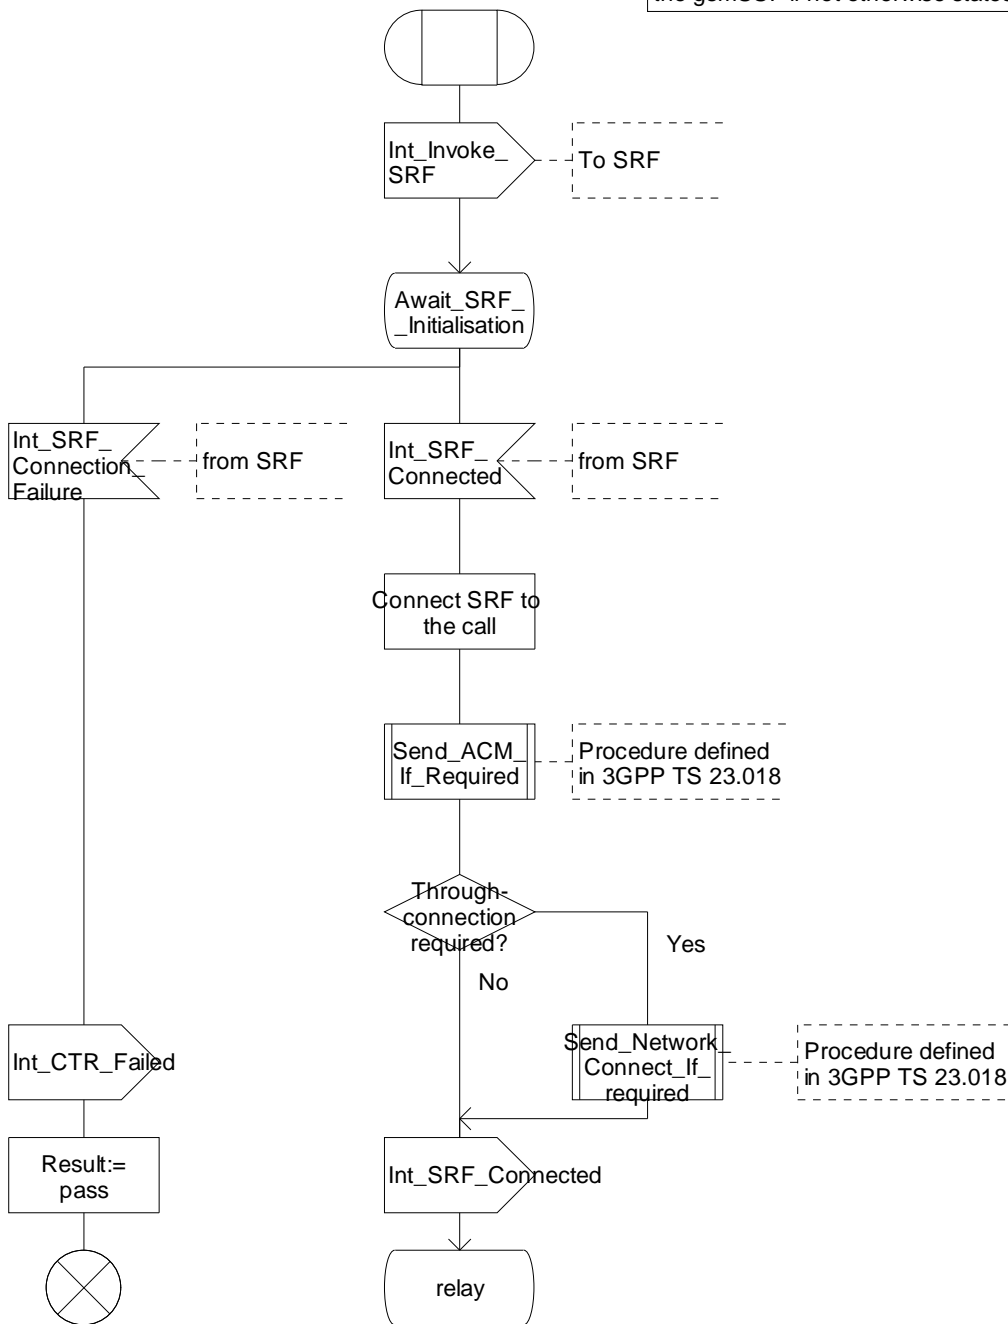 the gsmSSF if not otherwise stated
Int_Invoke_
SRF
To SRF
Await_SRF_
_Initialisation
Int_SRF_
Connection_
Failure
from SRF
Int_SRF_
Connected
from SRF
Connect SRF to
the call
Send_ACM_
If_Required
Procedure defined
in 3GPP TS 23.018
Through-
connection
required?
Yes
No
Int_CTR_Failed
Send_Network_
Connect_If_
required
Procedure defined
in 3GPP TS 23.018
Result:=
pass
Int_SRF_Connected
relay